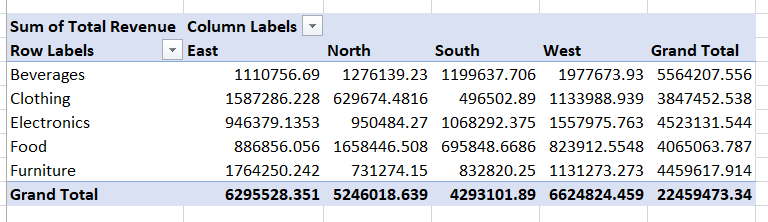 Sum of Total Revenue Column Labels
Row Labels East North South West Grand Total
Beverages 1110756.69 1276139.23 1199637.706 1977673.93 5564207.556
Clothing 1587286.228 629674.4816 496502.89 1133988.939 3847452.538
Electronics 946379.1353 950484.27 1068292.375 1557975.763 4523131.544
Food 886856.056 1658446.508 695848.6686 823912.5548 4065063.787
Furniture 1764250.242 731274.15 832820.25 1131273.273 4459617.914
Grand Total 6295528.351 5246018.639 4293101.89 6624824.459 22459473.34